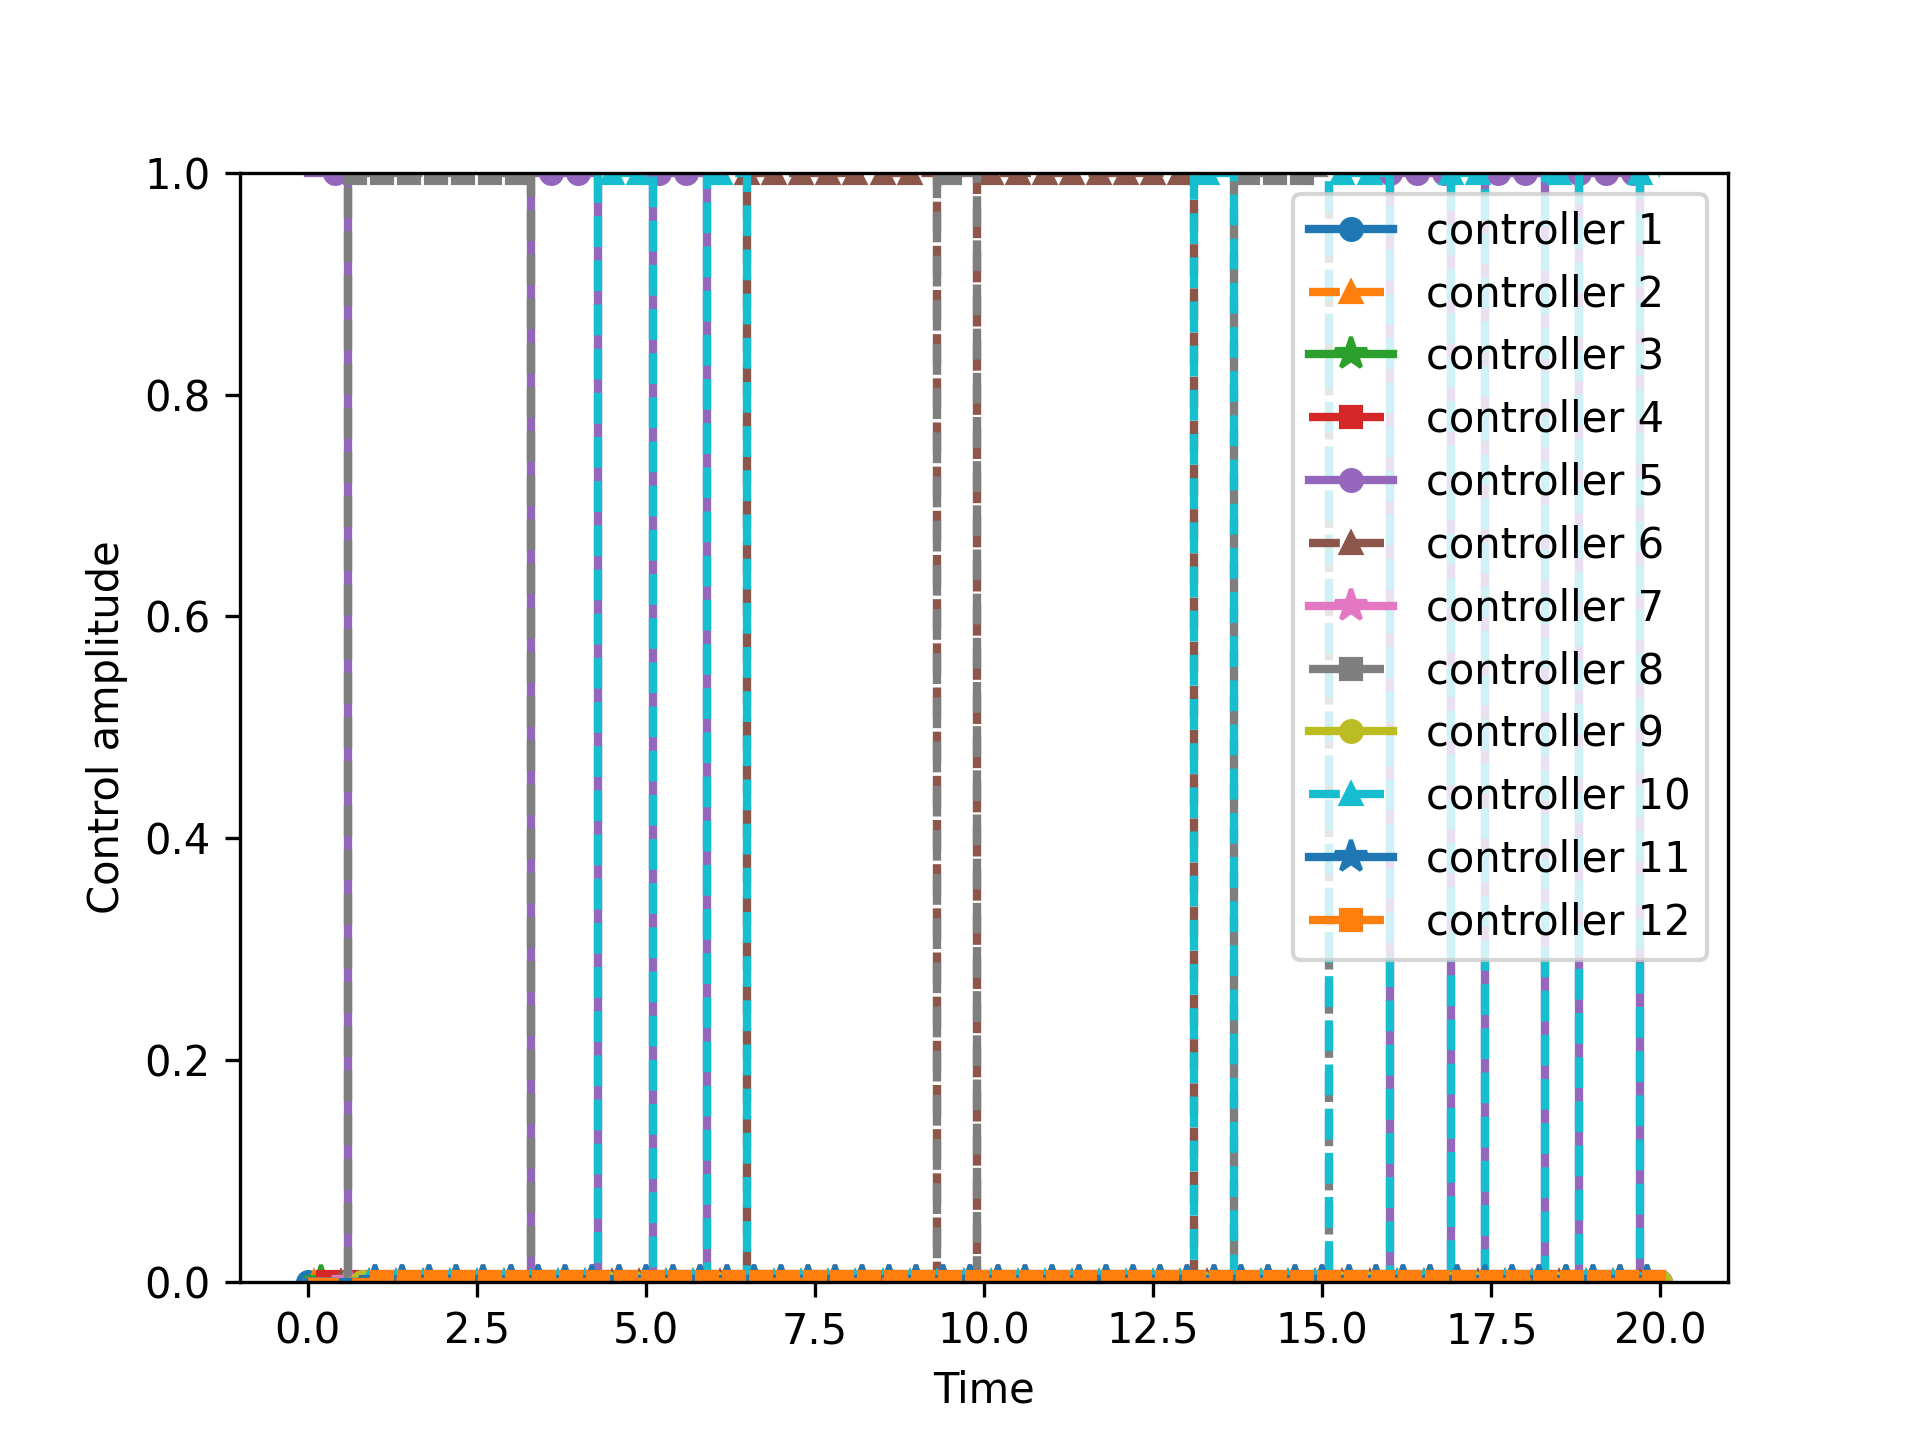 1.0
0.8
0.6
0.4
0.2
0.0
Control amplitude
0.0 2.5 5.0 7.5 10.0 12.5 15.0 17.5 20.0
Time
controller 1
controller 2
controller 3
controller 4
controller 5
controller 6
controller 7
controller 8
controller 9
controller 10
controller 11
controller 12